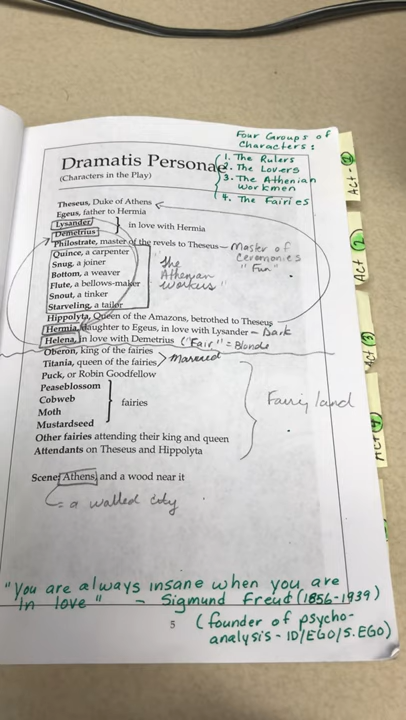 Four Groups of
Characters:
1. The Rulers
2. The Lovers
3. The Athenian
Workmen
4. The Fairies
Dramatis Personae
(Characters in the Play)
Theseus, Duke of Athens
Egeus, father to Hermia
Lysander
Demetrius
in love with Hermia
Philostrate, master of the revels to Theseus – Master of
Ceremonies
"Fun"
Quince, a carpenter
Snug, a joiner
Bottom, a weaver
Flute, a bellows-maker
Snout, a tinker
Starveling, a tailor
"The
Athenian
workers"
Hippolyta, Queen of the Amazons, betrothed to Theseus
Hermia, daughter to Egeus, in love with Lysander – Dark
Helena, in love with Demetrius ("Fair" = Blonde
Oberon, king of the fairies
Titania, queen of the fairies
Married
Puck, or Robin Goodfellow
Peaseblossom
Cobweb
Moth
Mustardseed
fairies
Other fairies attending their king and queen
Attendants on Theseus and Hippolyta
Fairyland
Scene: Athens, and a wood near it
= a walled city
"You are always insane when you are
in love" – Sigmund Freud (1856-1939)
(founder of psycho-
analysis - ID/EGO/S.EGO)
5
Act 2
Act 3
Act 4